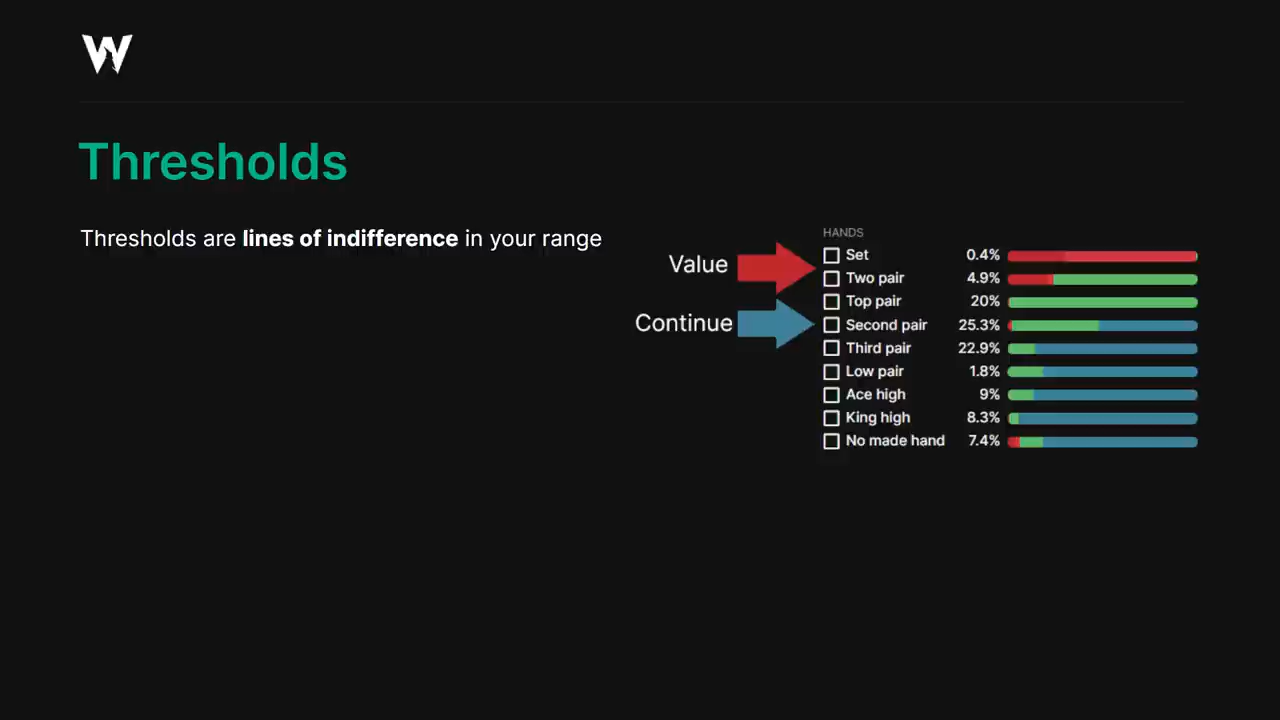 W
Thresholds
Thresholds are lines of indifference in your range
Value
Continue
HANDS
Set 0.4%
Two pair 4.9%
Top pair 20%
Second pair 25.3%
Third pair 22.9%
Low pair 1.8%
Ace high 9%
King high 8.3%
No made hand 7.4%